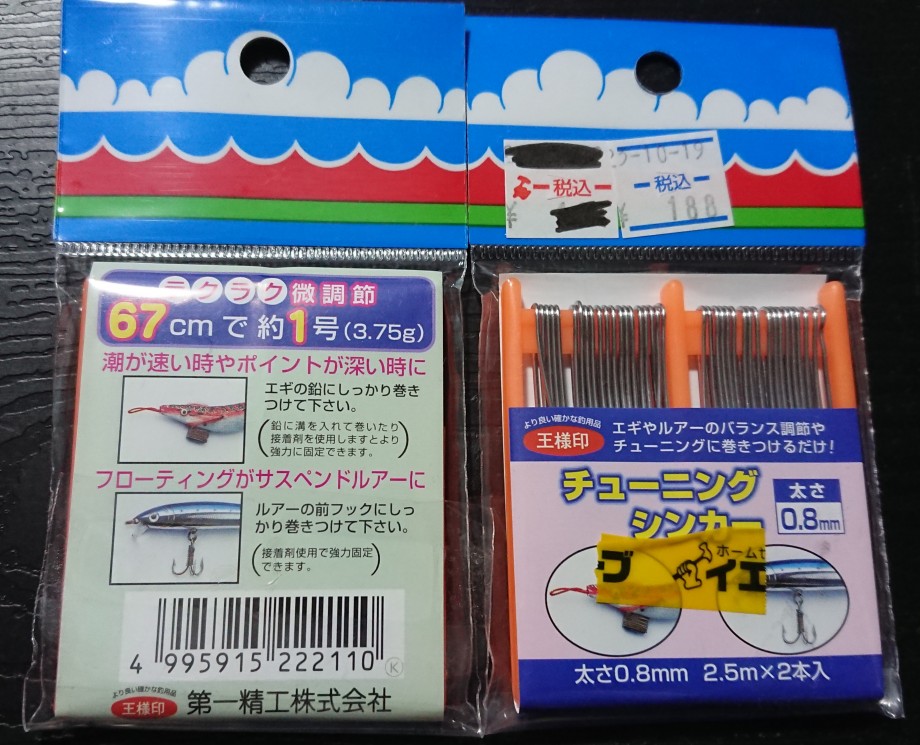 ラクラク微調節
67cmで約1号(3.75g)
潮が速い時やポイントが深い時に
エギの鉛にしっかり巻き
つけて下さい。
(鉛に溝を入れて巻いたり
接着剤を使用しますとより
強力に固定できます。)
フローティングがサスペンドルアーに
ルアーの前フックにしっ
かり巻きつけて下さい。
(接着剤使用で強力固定
できます。)
4 995915 222110 K
より良い確かな釣用品
王様印 第一精工株式会社
5-10-19
税込 税込
¥ 188
より良い確かな釣用品
王様印
エギやルアーのバランス調節や
チューニングに巻きつけるだけ!
チューニング
シンカー
太さ
0.8mm
ホームセ
ブ イエ
太さ0.8mm 2.5m×2本入